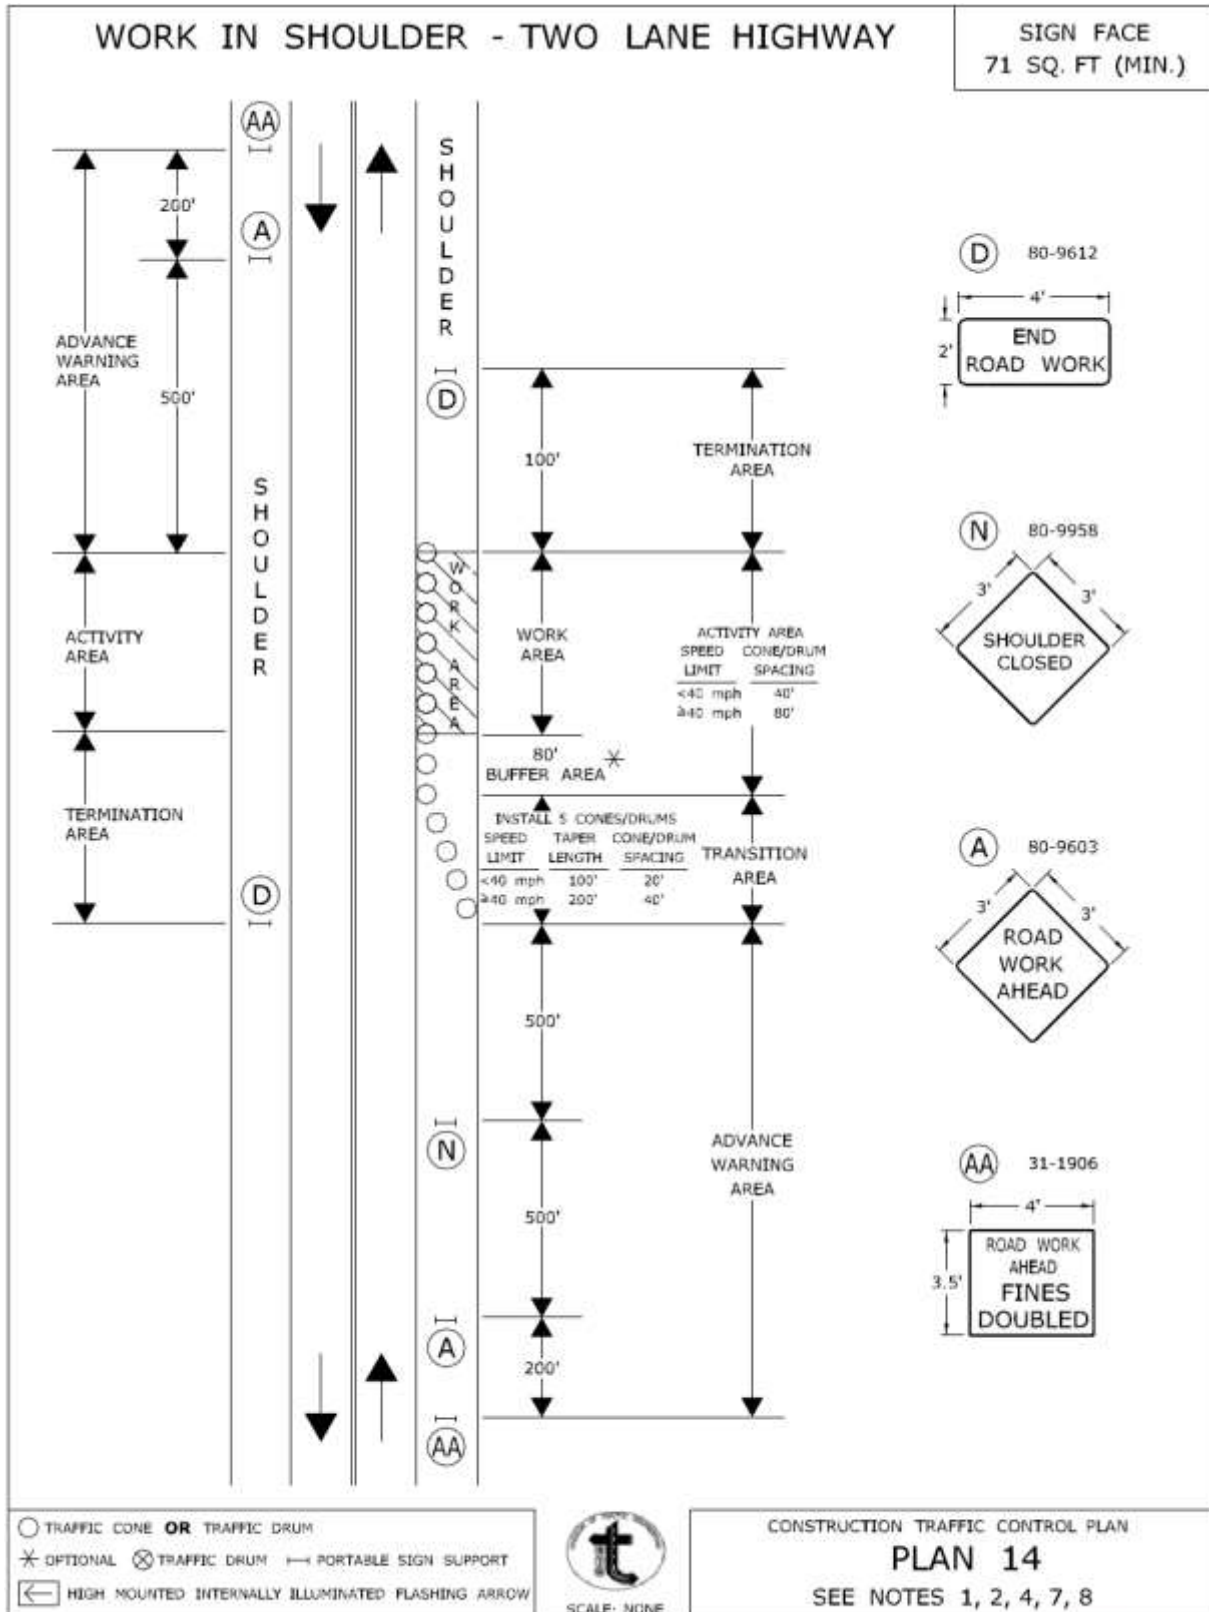 WORK IN SHOULDER - TWO LANE HIGHWAY
SIGN FACE
71 SQ. FT (MIN.)
AA
200'
A
ADVANCE
WARNING
AREA
500'
SHOULDER
ACTIVITY
AREA
TERMINATION
AREA
D
SHOULDER
D
100'
TERMINATION
AREA
WORK AREA
WORK
AREA
ACTIVITY AREA
SPEED CONE/DRUM
LIMIT SPACING
<40 mph 40'
≥40 mph 80'
80'
BUFFER AREA *
INSTALL 5 CONES/DRUMS
SPEED TAPER CONE/DRUM
LIMIT LENGTH SPACING
<40 mph 100' 20'
≥40 mph 200' 40'
TRANSITION
AREA
500'
N
500'
ADVANCE
WARNING
AREA
A
200'
AA
D 80-9612
4'
2'
END
ROAD WORK
N 80-9958
3' 3'
SHOULDER
CLOSED
A 80-9603
3' 3'
ROAD
WORK
AHEAD
AA 31-1906
4'
3.5'
ROAD WORK
AHEAD
FINES
DOUBLED
TRAFFIC CONE OR TRAFFIC DRUM
* OPTIONAL TRAFFIC DRUM PORTABLE SIGN SUPPORT
HIGH MOUNTED INTERNALLY ILLUMINATED FLASHING ARROW
t
SCALE: NONE
CONSTRUCTION TRAFFIC CONTROL PLAN
PLAN 14
SEE NOTES 1, 2, 4, 7, 8